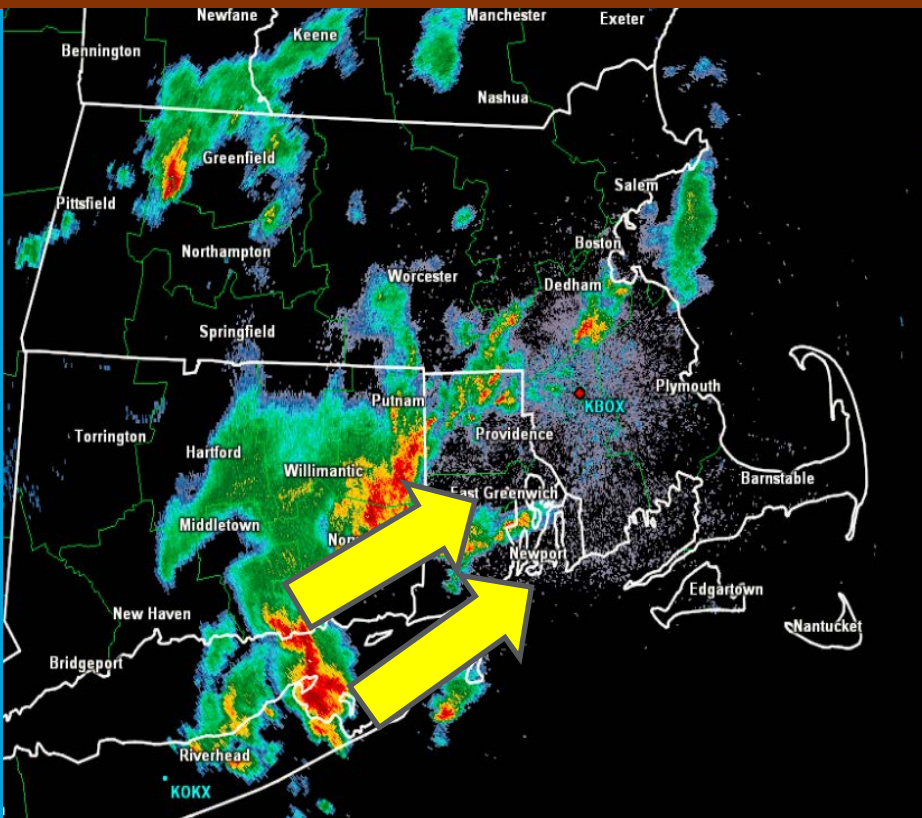 Newfane
Manchester
Exeter
Keene
Bennington
Nashua
Greenfield
Salem
Pittsfield
Boston
Northampton
Worcester
Dedham
Springfield
Plymouth
Putnam
KBOX
Torrington
Providence
Hartford
Willimantic
Barnstable
East Greenwich
Middletown
Nor
Newport
Edgartown
New Haven
Nantucket
Bridgeport
Riverhead
KOKX